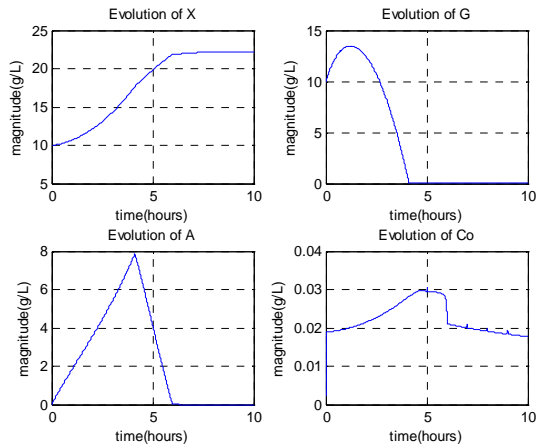 Evolution of X
magnitude(g/L)
25
20
15
10
5
0
5
10
time(hours)
Evolution of G
magnitude(g/L)
15
10
5
0
0
5
10
time(hours)
Evolution of A
magnitude(g/L)
8
6
4
2
0
0
5
10
time(hours)
Evolution of Co
magnitude(g/L)
0.04
0.03
0.02
0.01
0
0
5
10
time(hours)